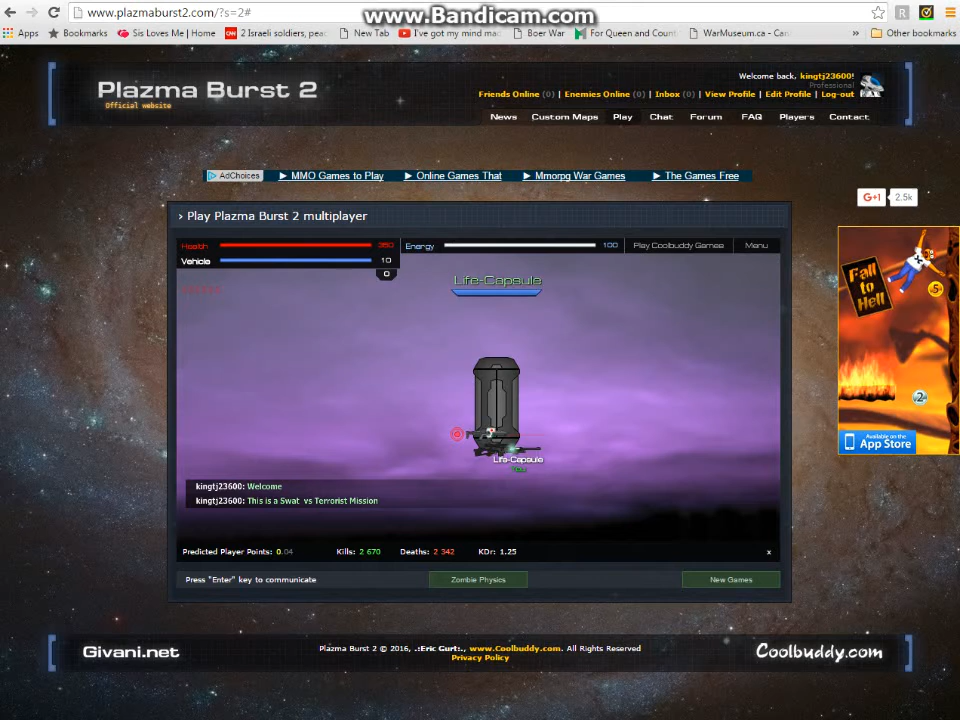 www.Bandicam.com
www.plazmaburst2.com/?s=2#
Apps Bookmarks Sis Loves Me | Home 2 Israeli soldiers, peac New Tab I've got my mind mad Boer War For Queen and Count WarMuseum.ca - Can » Other bookmarks
Plazma Burst 2
Official website
Welcome back, kingtj23600!
Professional
Friends Online (0) | Enemies Online (0) | Inbox (0) | View Profile | Edit Profile | Log-out
News Custom Maps Play Chat Forum FAQ Players Contact
AdChoices ► MMO Games to Play ► Online Games That ► Mmorpg War Games ► The Games Free
G+1 2.5k
› Play Plazma Burst 2 multiplayer
Health 350 Energy 100 Play Coolbuddy Games Menu
Vehicle 10
0
Life-Capsule
Life-Capsule
You
kingtj23600: Welcome
kingtj23600: This is a Swat vs Terrorist Mission
Predicted Player Points: 0.04 Kills: 2 670 Deaths: 2 342 KDr: 1.25 x
Press "Enter" key to communicate Zombie Physics New Games
Fall to Hell
5
2
Available on the
App Store
Givani.net
Plazma Burst 2 © 2016, .:Eric Gurt:., www.Coolbuddy.com. All Rights Reserved
Privacy Policy
Coolbuddy.com